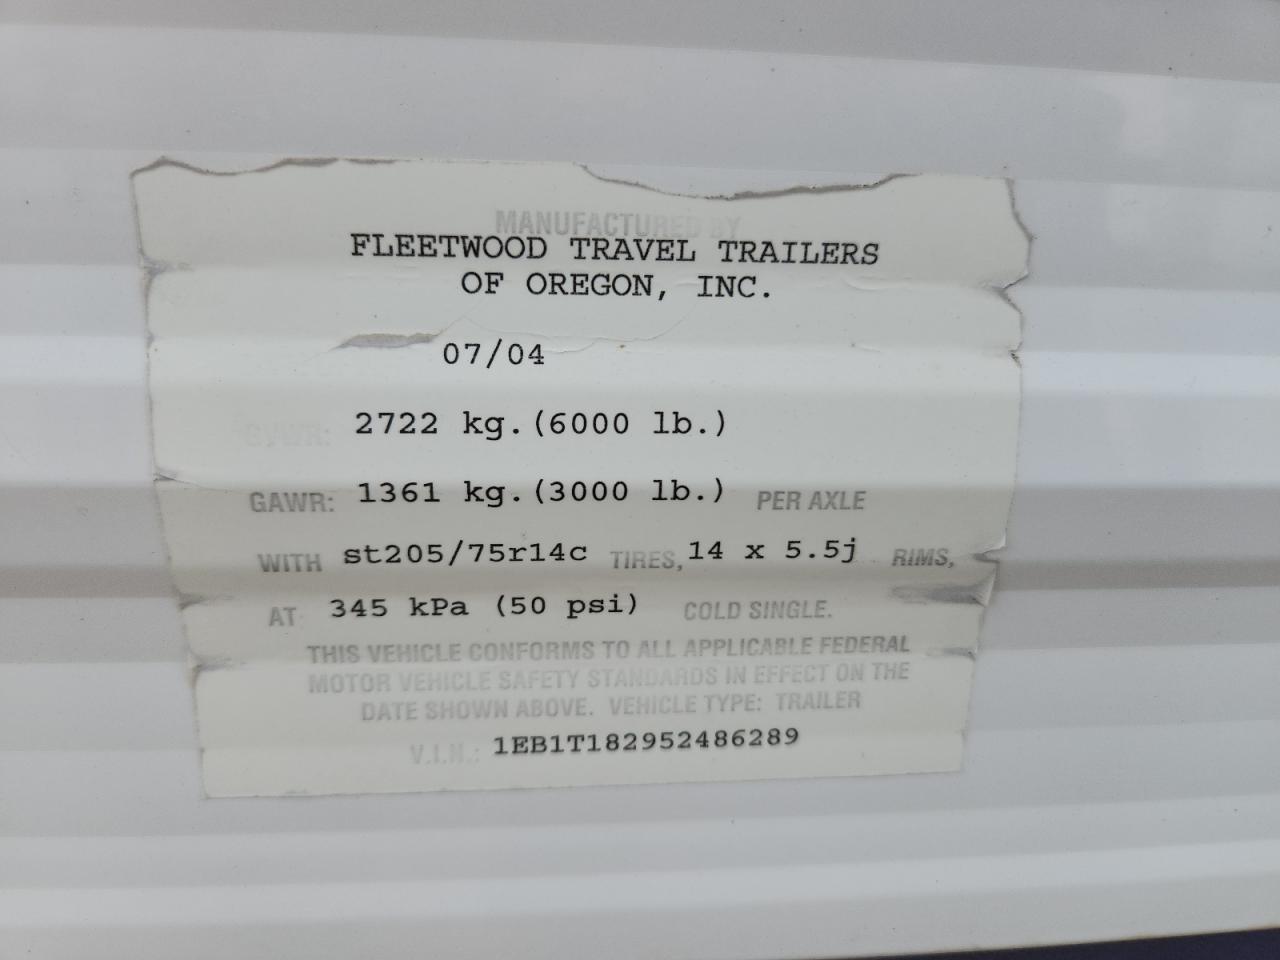 MANUFACTURED BY
FLEETWOOD TRAVEL TRAILERS
OF OREGON, INC.
07/04
GVWR: 2722 kg.(6000 lb.)
GAWR: 1361 kg.(3000 lb.) PER AXLE
WITH st205/75r14c TIRES, 14 x 5.5j RIMS,
AT 345 kPa (50 psi) COLD SINGLE.
THIS VEHICLE CONFORMS TO ALL APPLICABLE FEDERAL
MOTOR VEHICLE SAFETY STANDARDS IN EFFECT ON THE
DATE SHOWN ABOVE. VEHICLE TYPE: TRAILER
V.I.N.: 1EB1T182952486289